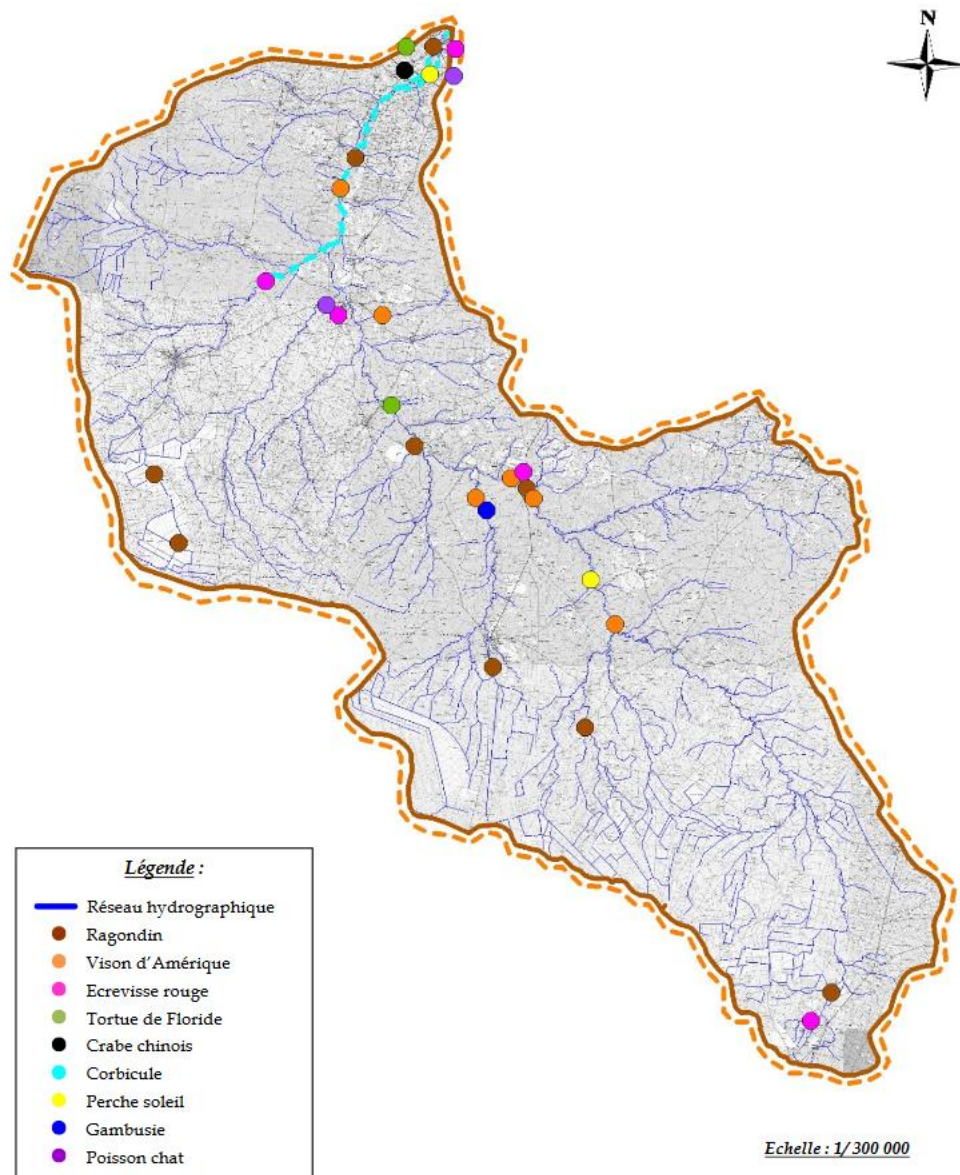 N
Légende :
Réseau hydrographique
Ragondin
Vison d'Amérique
Ecrevisse rouge
Tortue de Floride
Crabe chinois
Corbicule
Perche soleil
Gambusie
Poisson chat
Echelle : 1/ 300 000